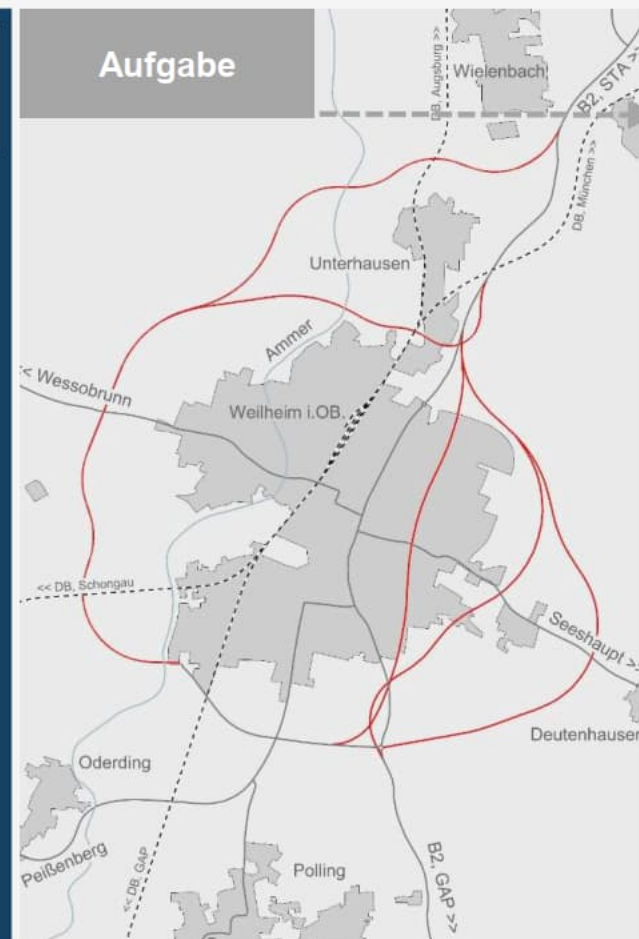 Aufgabe
DB, Augsburg >>
Wielenbach
B2, STA >>
DB, München >>
Unterhausen
Ammer
<< Wessobrunn
Weilheim i.OB.
<< DB, Schongau
Seeshaupt >>
Deutenhausen
Oderding
Peißenberg
<< DB, GAP
Polling
B2, GAP >>